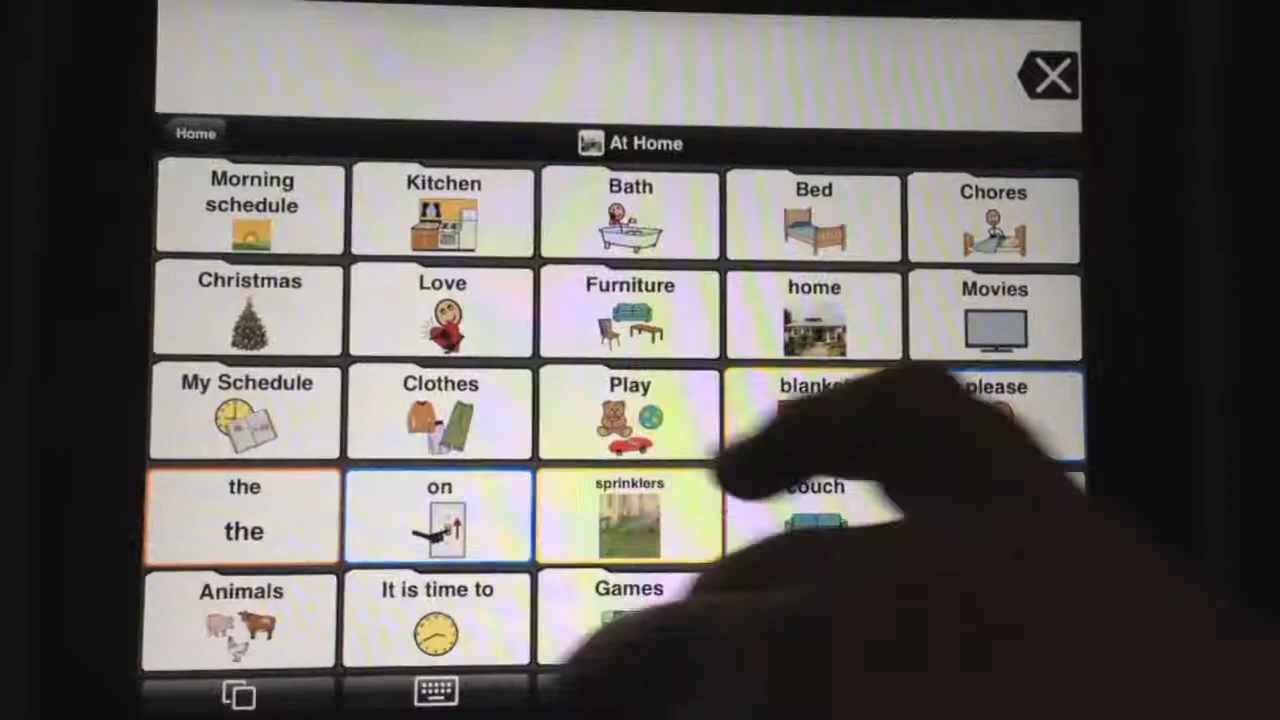 Home
At Home
Morning schedule
Kitchen
Bath
Bed
Chores
Christmas
Love
Furniture
home
Movies
My Schedule
Clothes
Play
please
the
the
on
sprinklers
couch
Animals
It is time to
Games